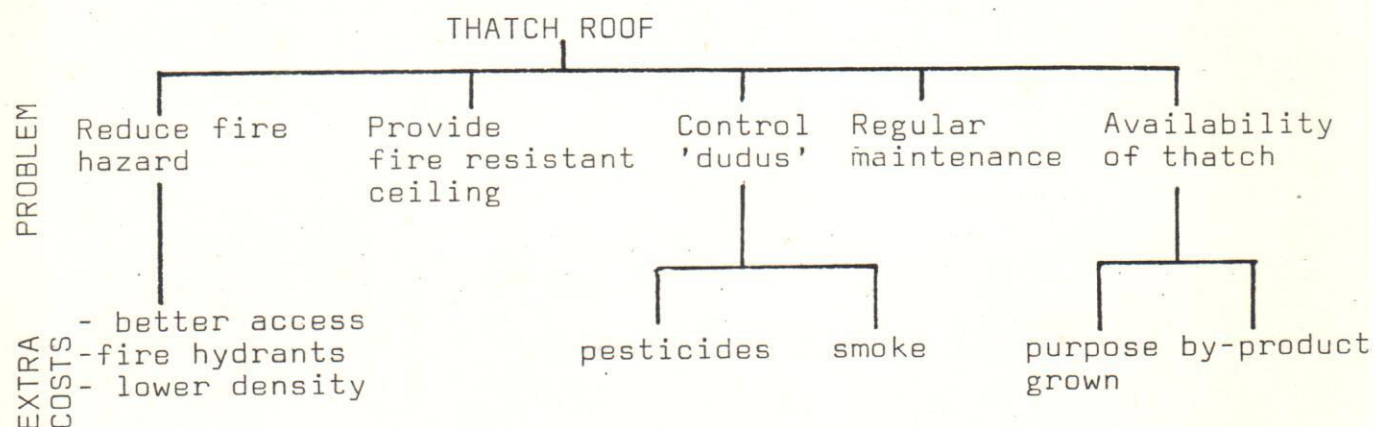 THATCH ROOF
PROBLEM
Reduce fire
hazard
Provide
fire resistant
ceiling
Control
'dudus'
Regular
maintenance
Availability
of thatch
EXTRA
COSTS
- better access
-fire hydrants
- lower density
pesticides
smoke
purpose
grown
by-product